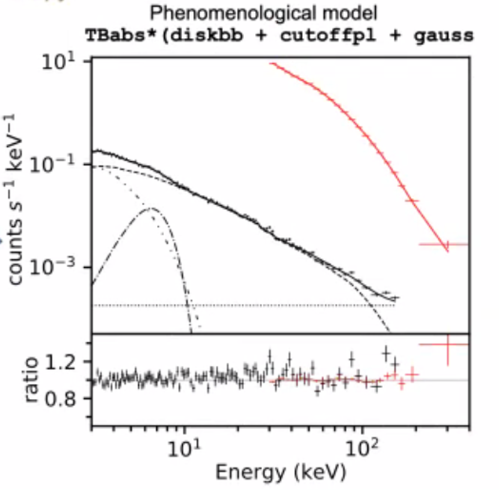 Phenomenological model
TBabs*(diskbb + cutoffpl + gauss
10¹
10⁻¹
10⁻³
counts s⁻¹ keV⁻¹
1.2
0.8
ratio
10¹
10²
Energy (keV)